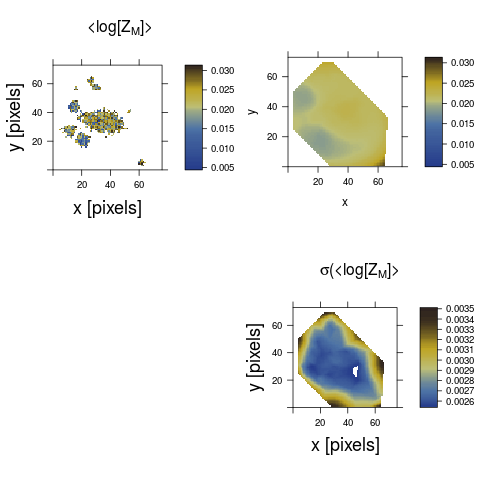 <log[Z_M]>
60
40
20
20 40 60
y [pixels]
x [pixels]
0.030
0.025
0.020
0.015
0.010
0.005
60
40
20
20 40 60
y
x
0.030
0.025
0.020
0.015
0.010
0.005
σ(<log[Z_M]>
60
40
20
20 40 60
y [pixels]
x [pixels]
0.0035
0.0034
0.0033
0.0032
0.0031
0.0030
0.0029
0.0028
0.0027
0.0026